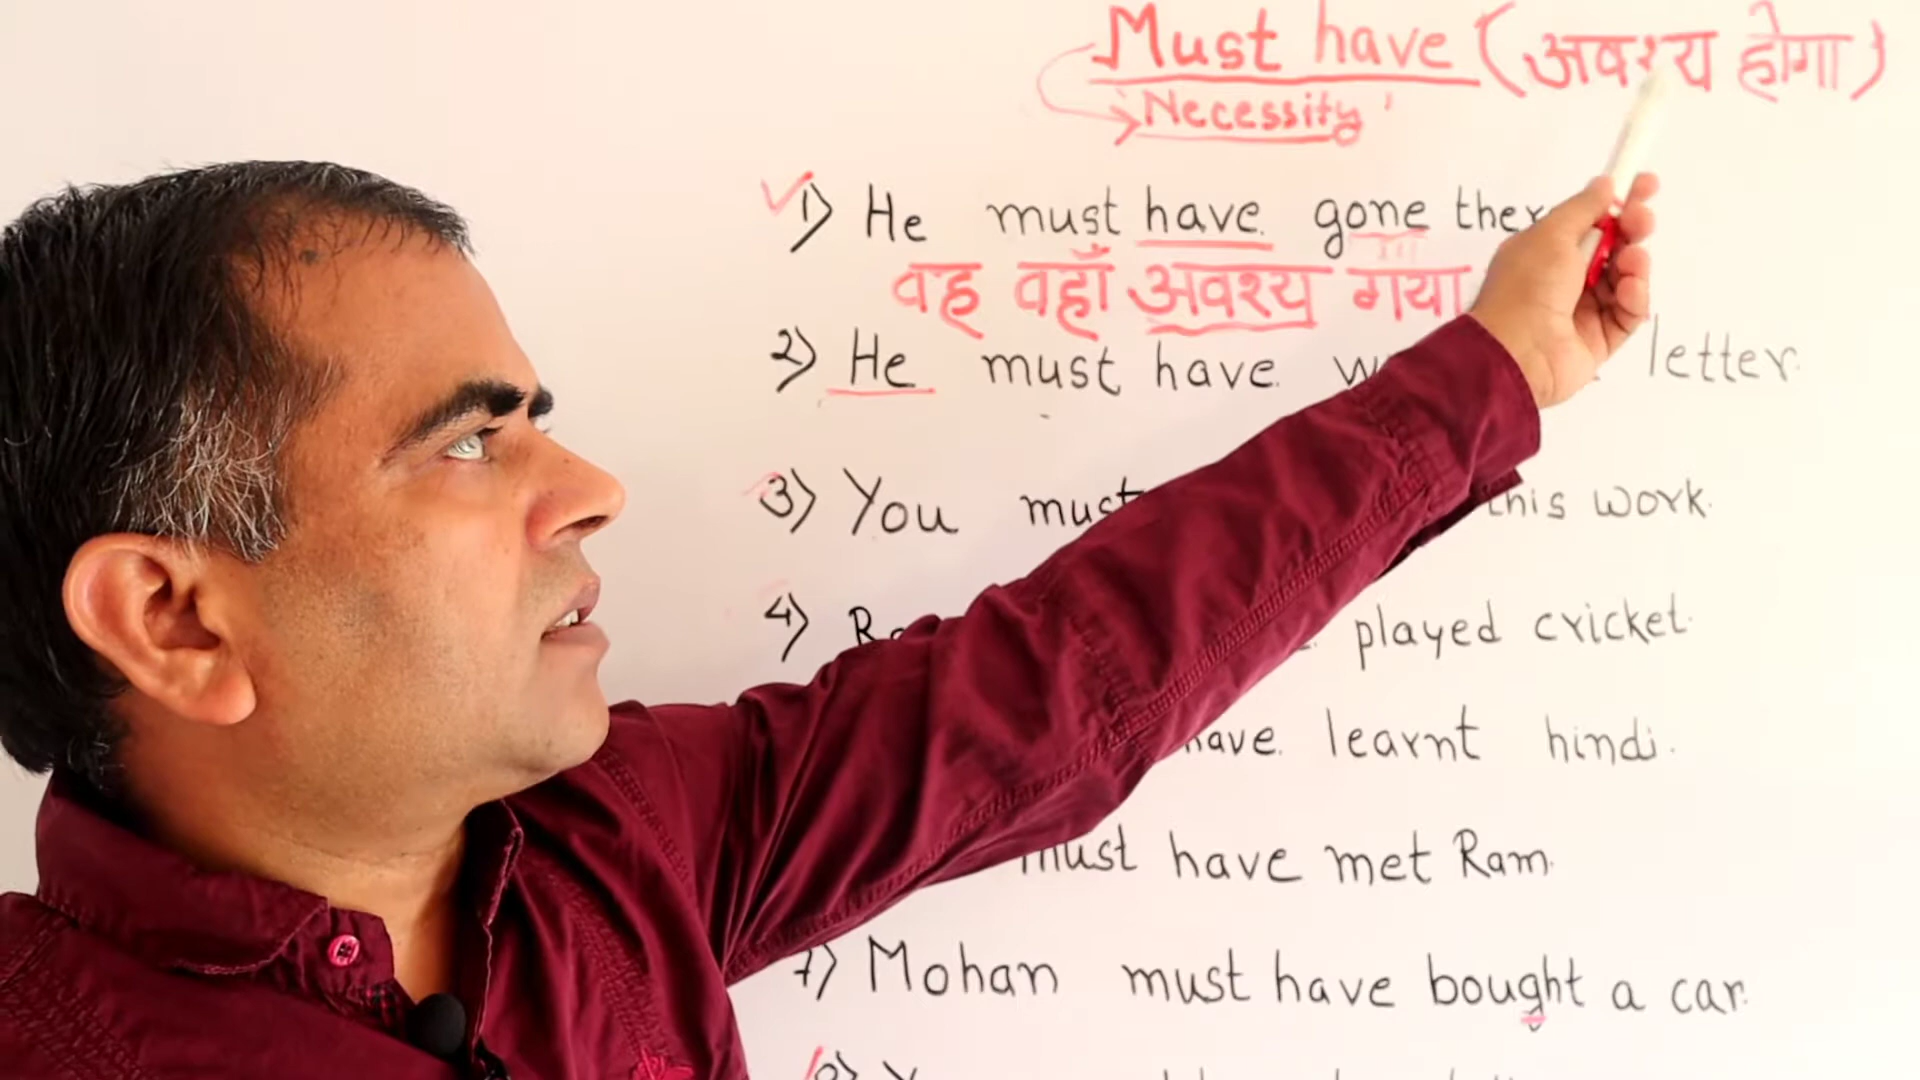 Must have (अवश्य होगा)
Necessity
1) He must have gone
वह वहाँ अवश्य गया
2) He must have letter.
3) You must this work.
4) played cricket.
have learnt hindi.
must have met Ram.
7) Mohan must have bought a car.